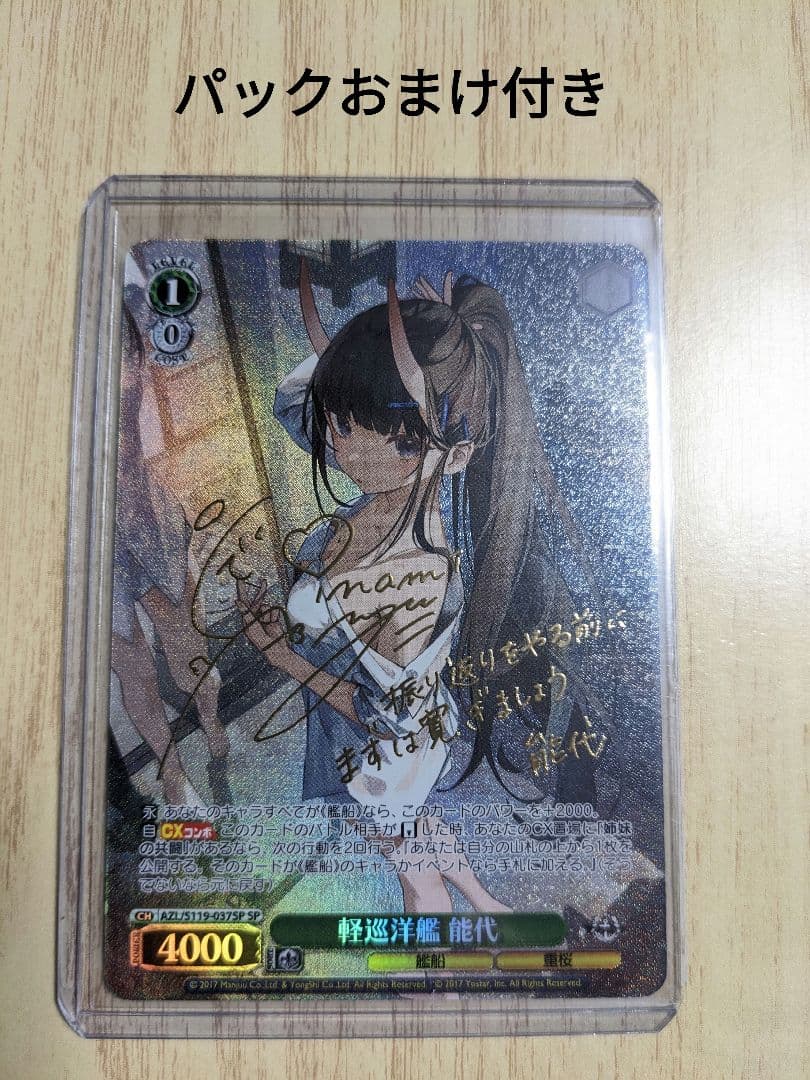 パックおまけ付き
LEVEL
1
0
COST
inami
振り返りをやる前に
まずは寛ぎましょう
能代
永 あなたのキャラすべてが《艦船》なら、このカードのパワーを＋2000。
自 CXコンボ このカードのバトル相手が した時、あなたのCX置場に「姉妹
の共闘」があるなら、次の行動を2回行う。「あなたは自分の山札の上から1枚を
公開する。そのカードが《艦船》のキャラかイベントなら手札に加える。」（そう
でないなら元に戻す）
CH AZL/S119-037SP SP
軽巡洋艦 能代
POWER 4000
艦船 重桜
© 2017 Manjuu Co.,Ltd. & YongShi Co.,Ltd. All Rights Reserved. © 2017 Yostar, Inc. All Rights Reserved.